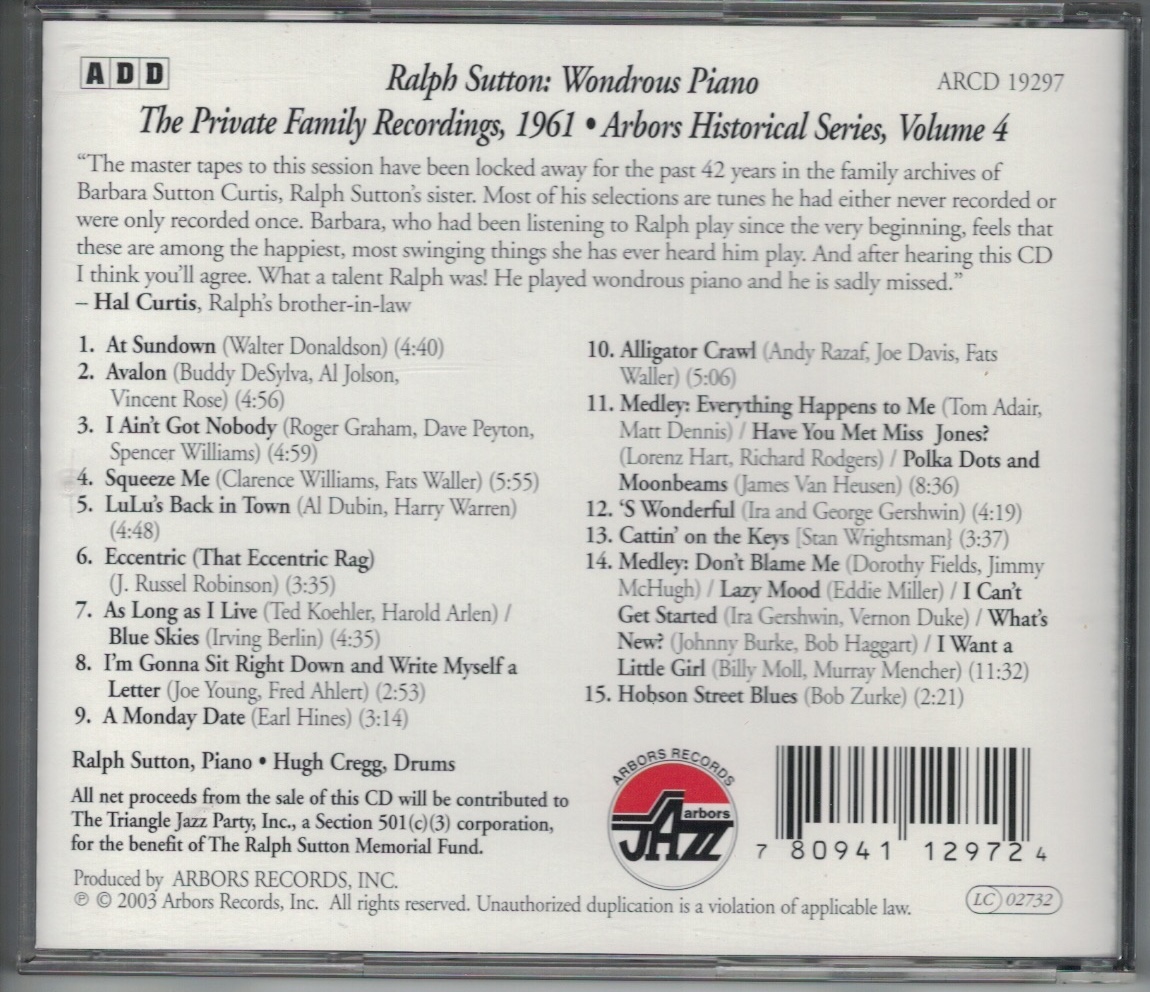 ADD
Ralph Sutton: Wondrous Piano
ARCD 19297
The Private Family Recordings, 1961 • Arbors Historical Series, Volume 4
“The master tapes to this session have been locked away for the past 42 years in the family archives of
Barbara Sutton Curtis, Ralph Sutton's sister. Most of his selections are tunes he had either never recorded or
were only recorded once. Barbara, who had been listening to Ralph play since the very beginning, feels that
these are among the happiest, most swinging things she has ever heard him play. And after hearing this CD
I think you'll agree. What a talent Ralph was! He played wondrous piano and he is sadly missed.”
– Hal Curtis, Ralph's brother-in-law
1. At Sundown (Walter Donaldson) (4:40)
2. Avalon (Buddy DeSylva, Al Jolson,
Vincent Rose) (4:56)
3. I Ain't Got Nobody (Roger Graham, Dave Peyton,
Spencer Williams) (4:59)
4. Squeeze Me (Clarence Williams, Fats Waller) (5:55)
5. LuLu's Back in Town (Al Dubin, Harry Warren)
(4:48)
6. Eccentric (That Eccentric Rag)
(J. Russel Robinson) (3:35)
7. As Long as I Live (Ted Koehler, Harold Arlen) /
Blue Skies (Irving Berlin) (4:35)
8. I'm Gonna Sit Right Down and Write Myself a
Letter (Joe Young, Fred Ahlert) (2:53)
9. A Monday Date (Earl Hines) (3:14)
10. Alligator Crawl (Andy Razaf, Joe Davis, Fats
Waller) (5:06)
11. Medley: Everything Happens to Me (Tom Adair,
Matt Dennis) / Have You Met Miss Jones?
(Lorenz Hart, Richard Rodgers) / Polka Dots and
Moonbeams (James Van Heusen) (8:36)
12. ‘S Wonderful (Ira and George Gershwin) (4:19)
13. Cattin' on the Keys [Stan Wrightsman} (3:37)
14. Medley: Don't Blame Me (Dorothy Fields, Jimmy
McHugh) / Lazy Mood (Eddie Miller) / I Can't
Get Started (Ira Gershwin, Vernon Duke) / What's
New? (Johnny Burke, Bob Haggart) / I Want a
Little Girl (Billy Moll, Murray Mencher) (11:32)
15. Hobson Street Blues (Bob Zurke) (2:21)
Ralph Sutton, Piano • Hugh Cregg, Drums
All net proceeds from the sale of this CD will be contributed to
The Triangle Jazz Party, Inc., a Section 501(c)(3) corporation,
for the benefit of The Ralph Sutton Memorial Fund.
Produced by ARBORS RECORDS, INC.
℗ © 2003 Arbors Records, Inc. All rights reserved. Unauthorized duplication is a violation of applicable law.
ARBORS RECORDS
arbors
JAZZ
7 80941 12972 4
LC 02732